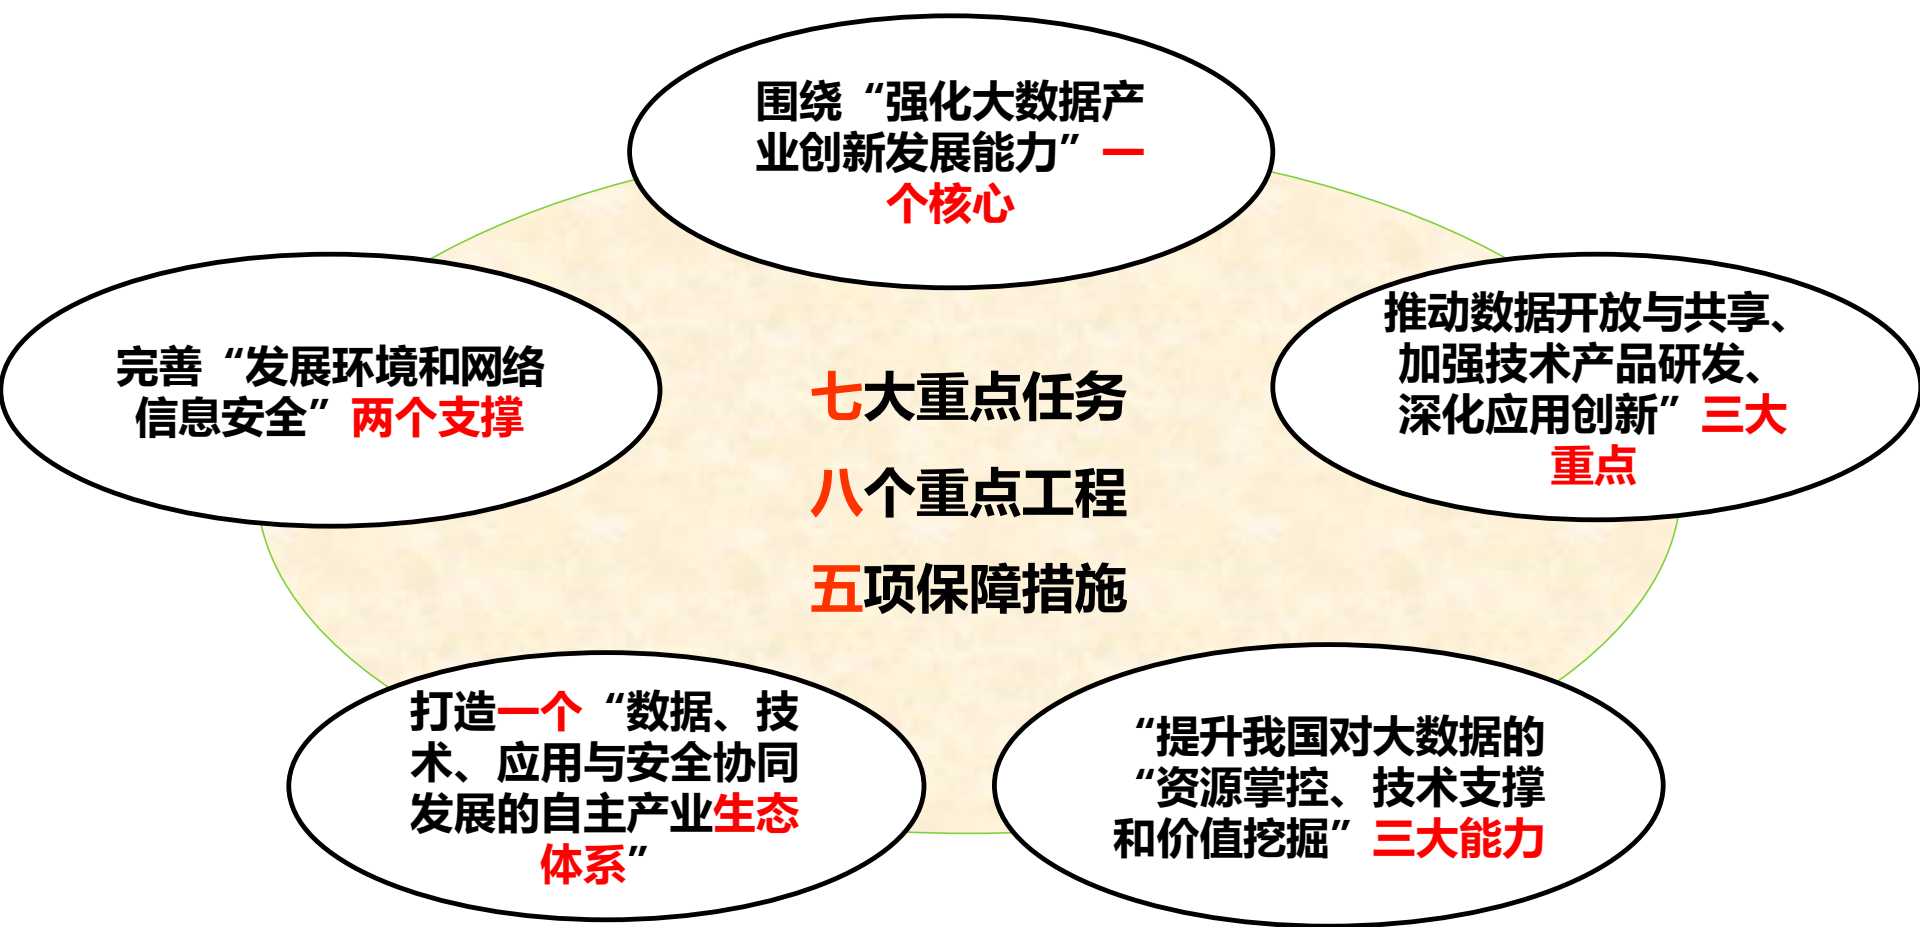 围绕“强化大数据产
业创新发展能力”一
个核心
完善“发展环境和网络
信息安全”两个支撑
推动数据开放与共享、
加强技术产品研发、
深化应用创新”三大
重点
七大重点任务
八个重点工程
五项保障措施
打造一个“数据、技
术、应用与安全协同
发展的自主产业生态
体系”
“提升我国对大数据的
“资源掌控、技术支撑
和价值挖掘”三大能力